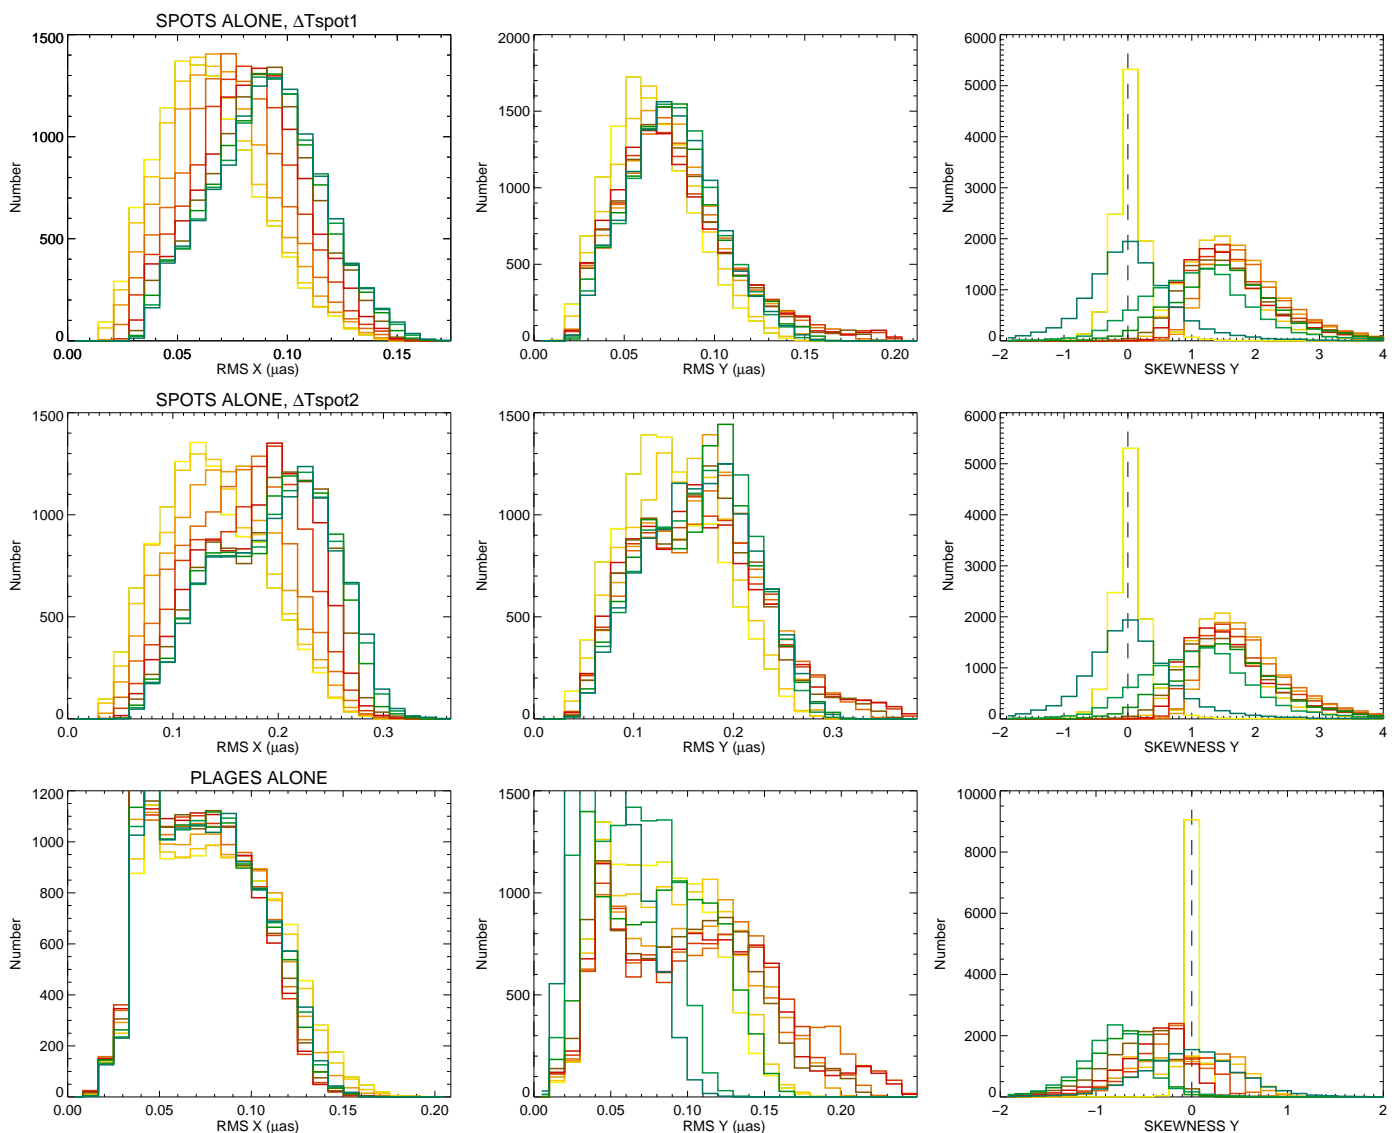 SPOTS ALONE, ΔTspot1
1500
1000
500
0
Number
0.00 0.05 0.10 0.15
RMS X (μas)
2000
1500
1000
500
0
Number
0.00 0.05 0.10 0.15 0.20
RMS Y (μas)
6000
5000
4000
3000
2000
1000
0
Number
−2 −1 0 1 2 3 4
SKEWNESS Y
SPOTS ALONE, ΔTspot2
1500
1000
500
0
Number
0.0 0.1 0.2 0.3
RMS X (μas)
1500
1000
500
0
Number
0.0 0.1 0.2 0.3
RMS Y (μas)
6000
5000
4000
3000
2000
1000
0
Number
−2 −1 0 1 2 3 4
SKEWNESS Y
PLAGES ALONE
1200
1000
800
600
400
200
0
Number
0.00 0.05 0.10 0.15 0.20
RMS X (μas)
1500
1000
500
0
Number
0.00 0.05 0.10 0.15 0.20
RMS Y (μas)
10000
8000
6000
4000
2000
0
Number
−2 −1 0 1 2
SKEWNESS Y